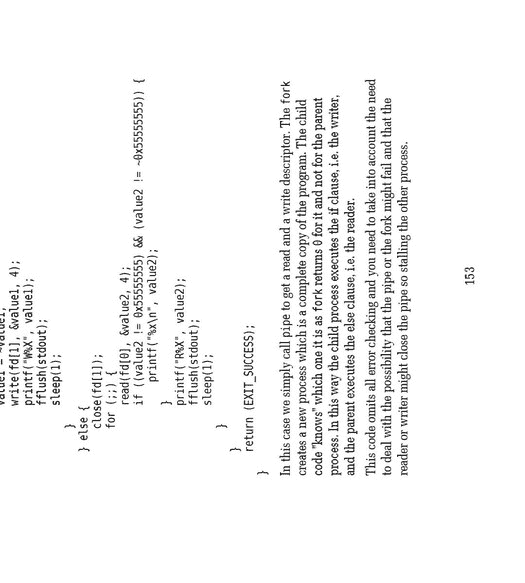 value1 = ~value1;
write(fd[1], &value1, 4);
printf("W%X", value1);
fflush(stdout);
sleep(1);
}
} else {
close(fd[1]);
for (;;) {
read(fd[0], &value2, 4);
if ((value2 != 0x55555555) && (value2 != ~0x55555555)) {
printf("%x\n", value2);
}
printf("R%X", value2);
fflush(stdout);
sleep(1);
}
}
return (EXIT_SUCCESS);
}
In this case we simply call pipe to get a read and a write descriptor. The fork
creates a new process which is a complete copy of the program. The child
code "knows" which one it is as fork returns 0 for it and not for the parent
process. In this way the child process executes the if clause, i.e. the writer,
and the parent executes the else clause, i.e. the reader.
This code omits all error checking and you need to take into account the need
to deal with the possibility that the pipe or the fork might fail and that the
reader or writer might close the pipe so stalling the other process.
153